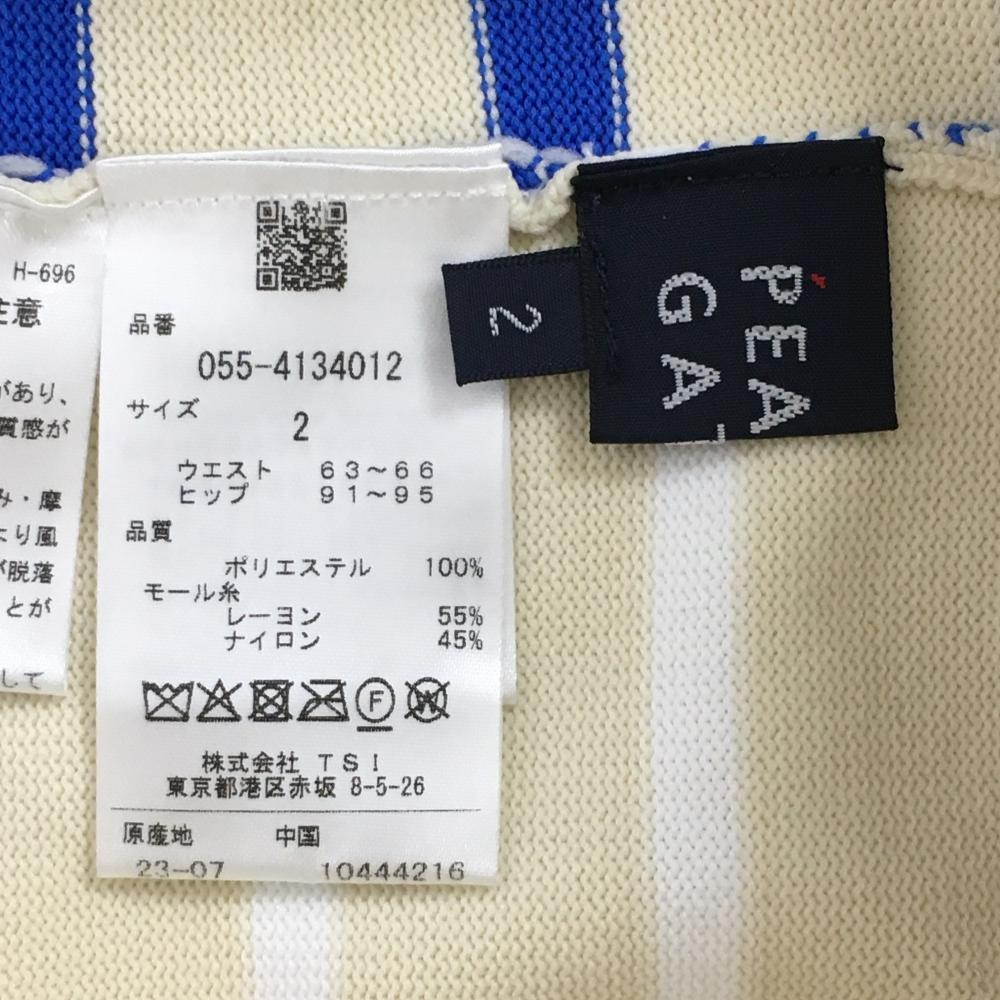 H-696
注意
があり、
質感が
み・摩
より風
が脱落
とが
して
品番
055-4134012
サイズ
2
ウエスト 63～66
ヒップ 91～95
品質
ポリエステル 100%
モール糸
レーヨン 55%
ナイロン 45%
F
W
株式会社 TSI
東京都港区赤坂 8-5-26
原産地 中国
23-07 10444216
2
PEA
GA